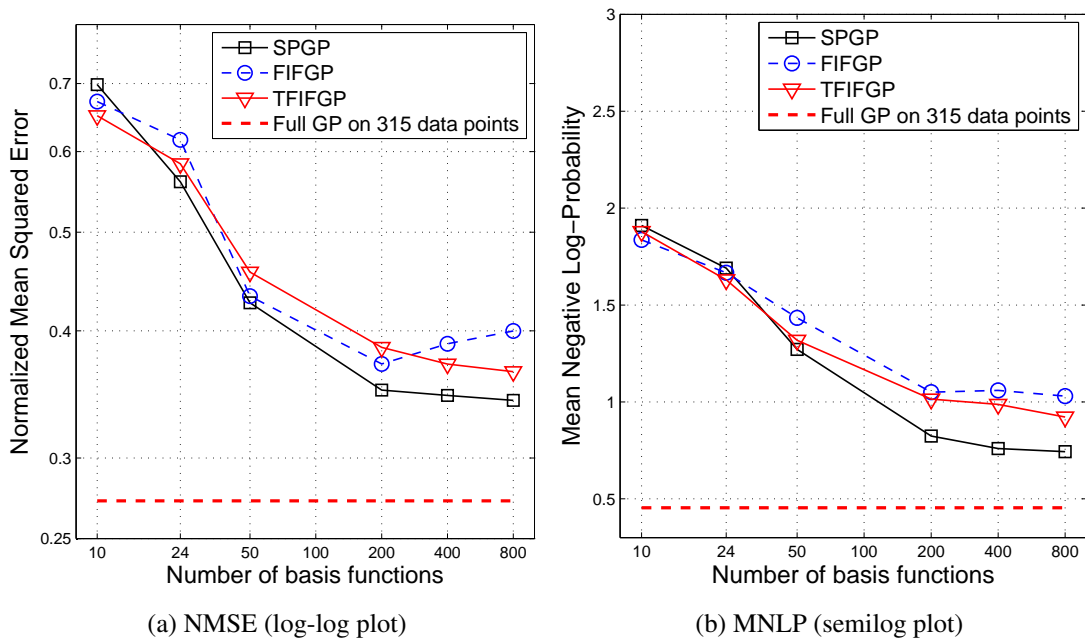 SPGP
FIFGP
TFIFGP
Full GP on 315 data points
Normalized Mean Squared Error
0.7
0.6
0.5
0.4
0.3
0.25
10 24 50 100 200 400 800
Number of basis functions
(a) NMSE (log-log plot)
SPGP
FIFGP
TFIFGP
Full GP on 315 data points
Mean Negative Log−Probability
3
2.5
2
1.5
1
0.5
10 24 50 100 200 400 800
Number of basis functions
(b) MNLP (semilog plot)